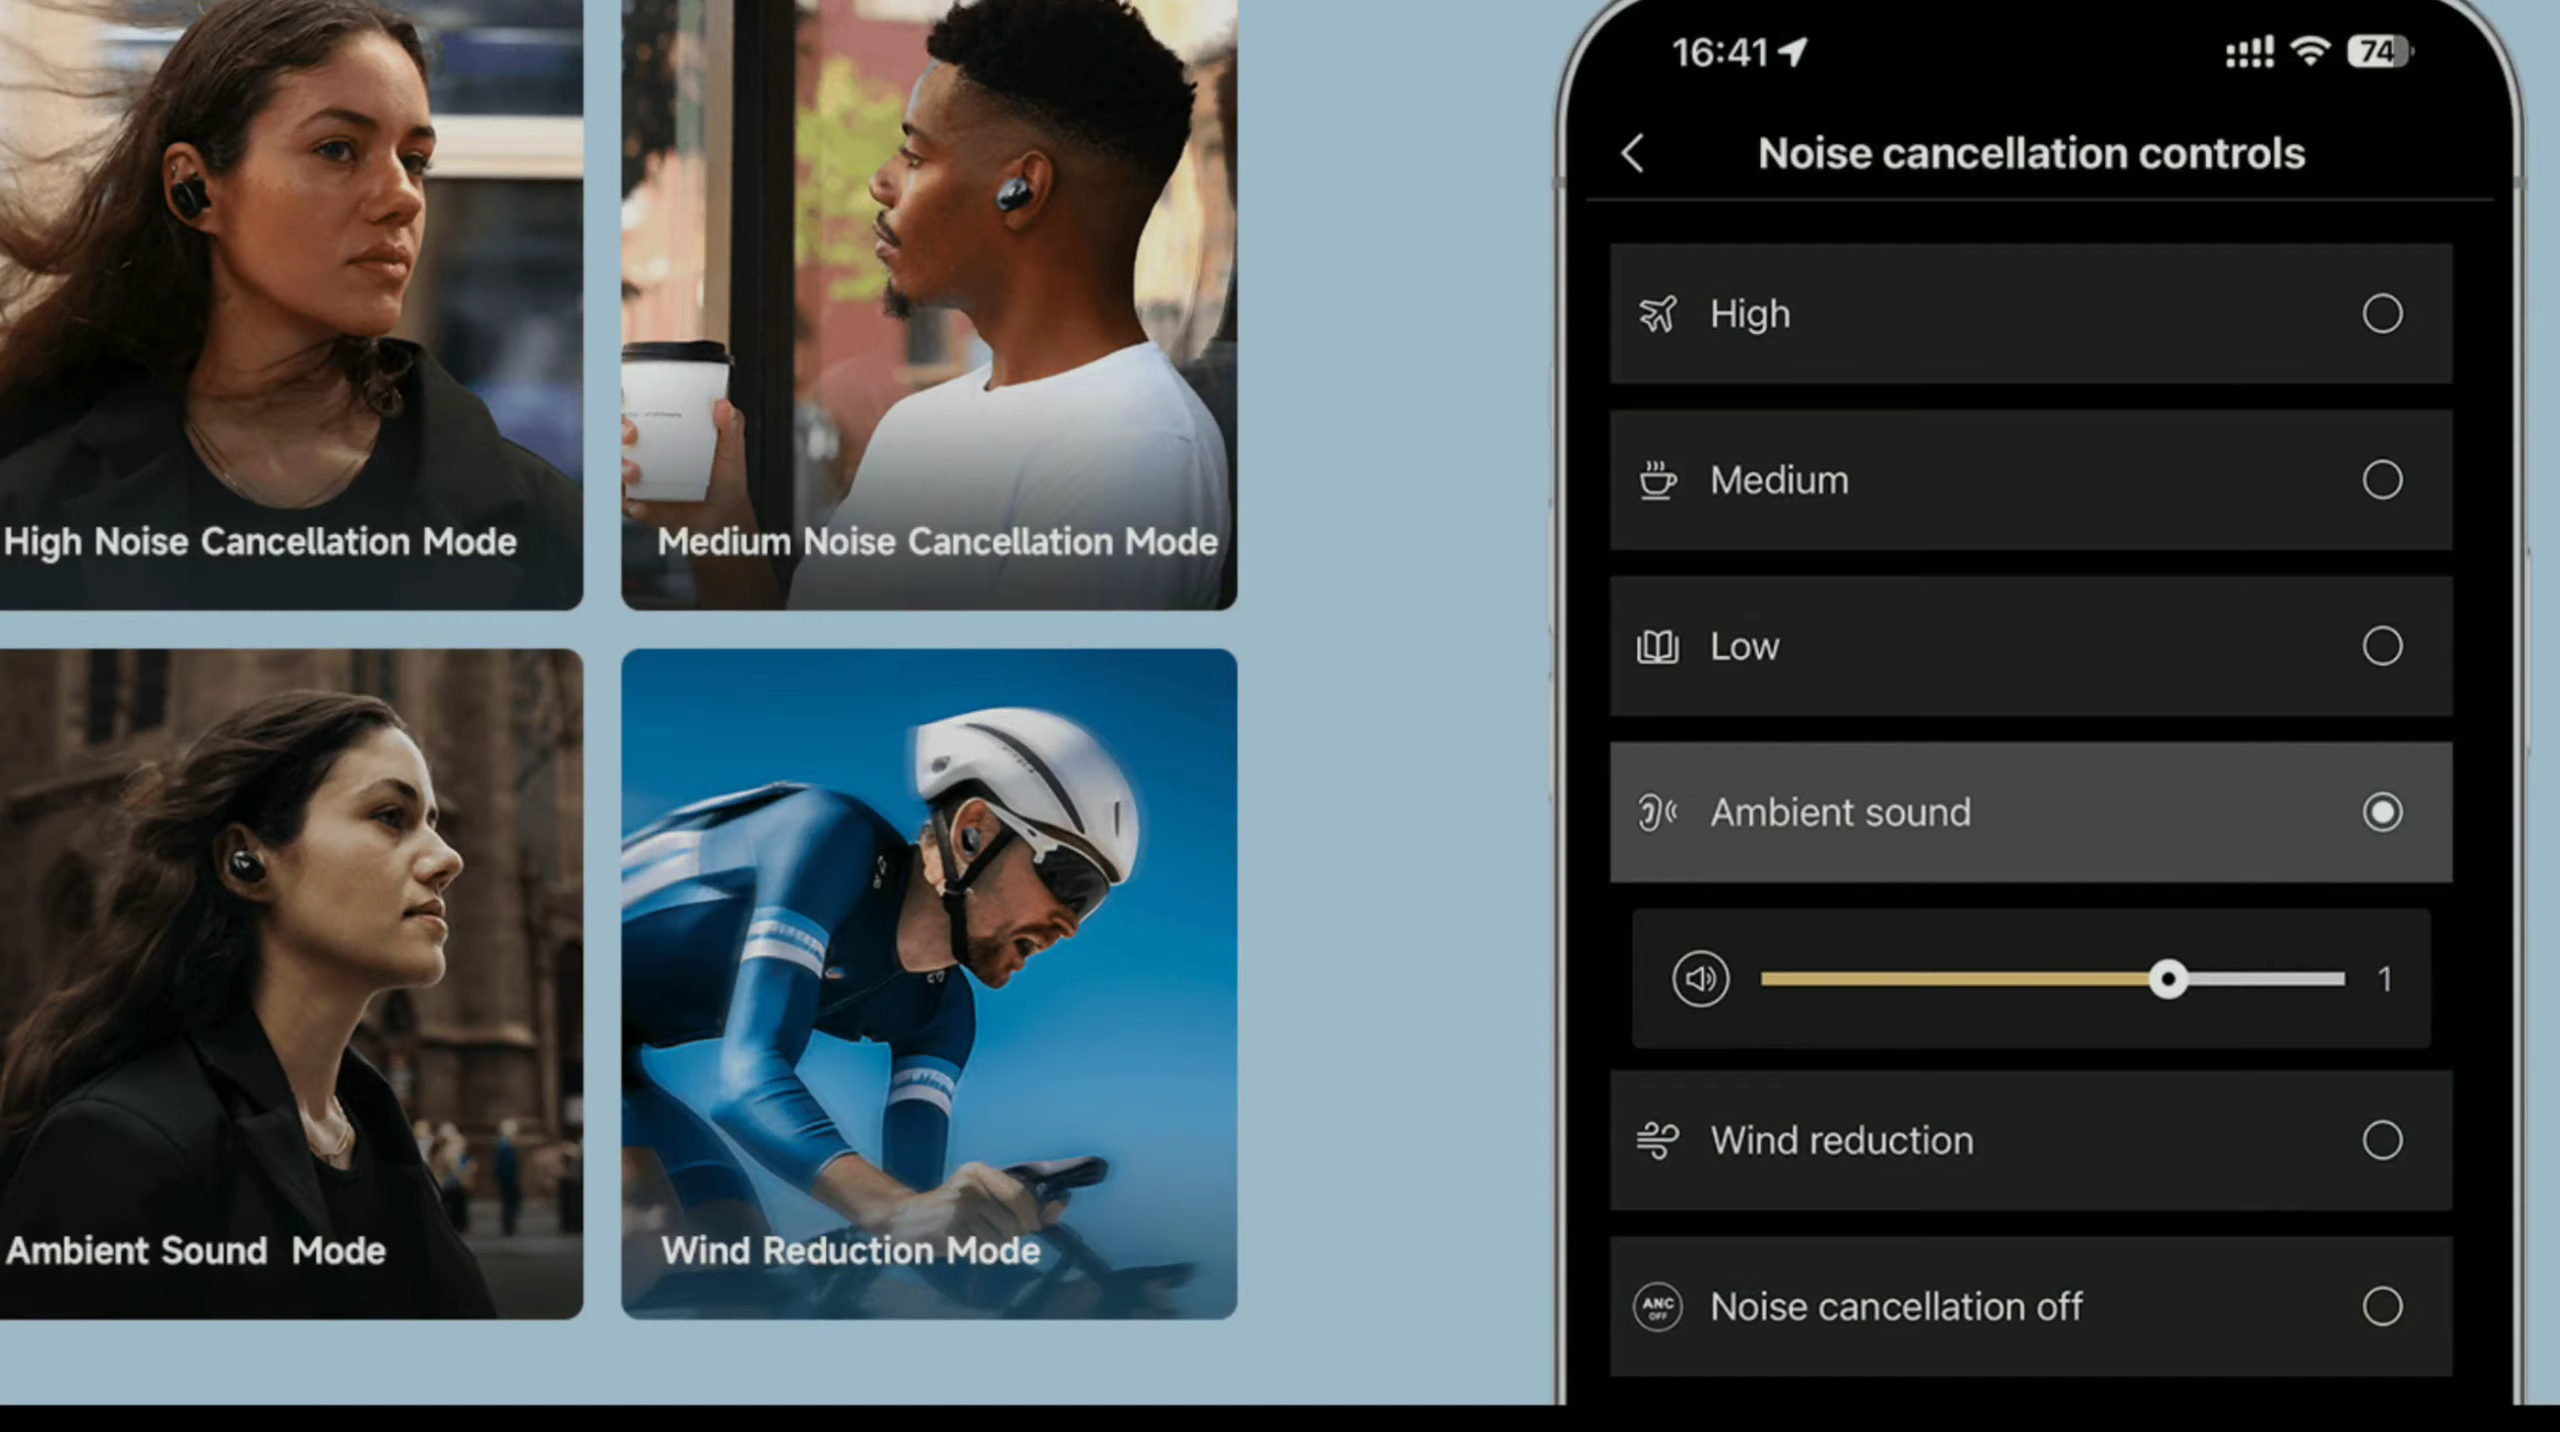 High Noise Cancellation Mode
Medium Noise Cancellation Mode
Ambient Sound Mode
Wind Reduction Mode
16:41
74
Noise cancellation controls
High
Medium
Low
Ambient sound
1
Wind reduction
ANC
OFF
Noise cancellation off